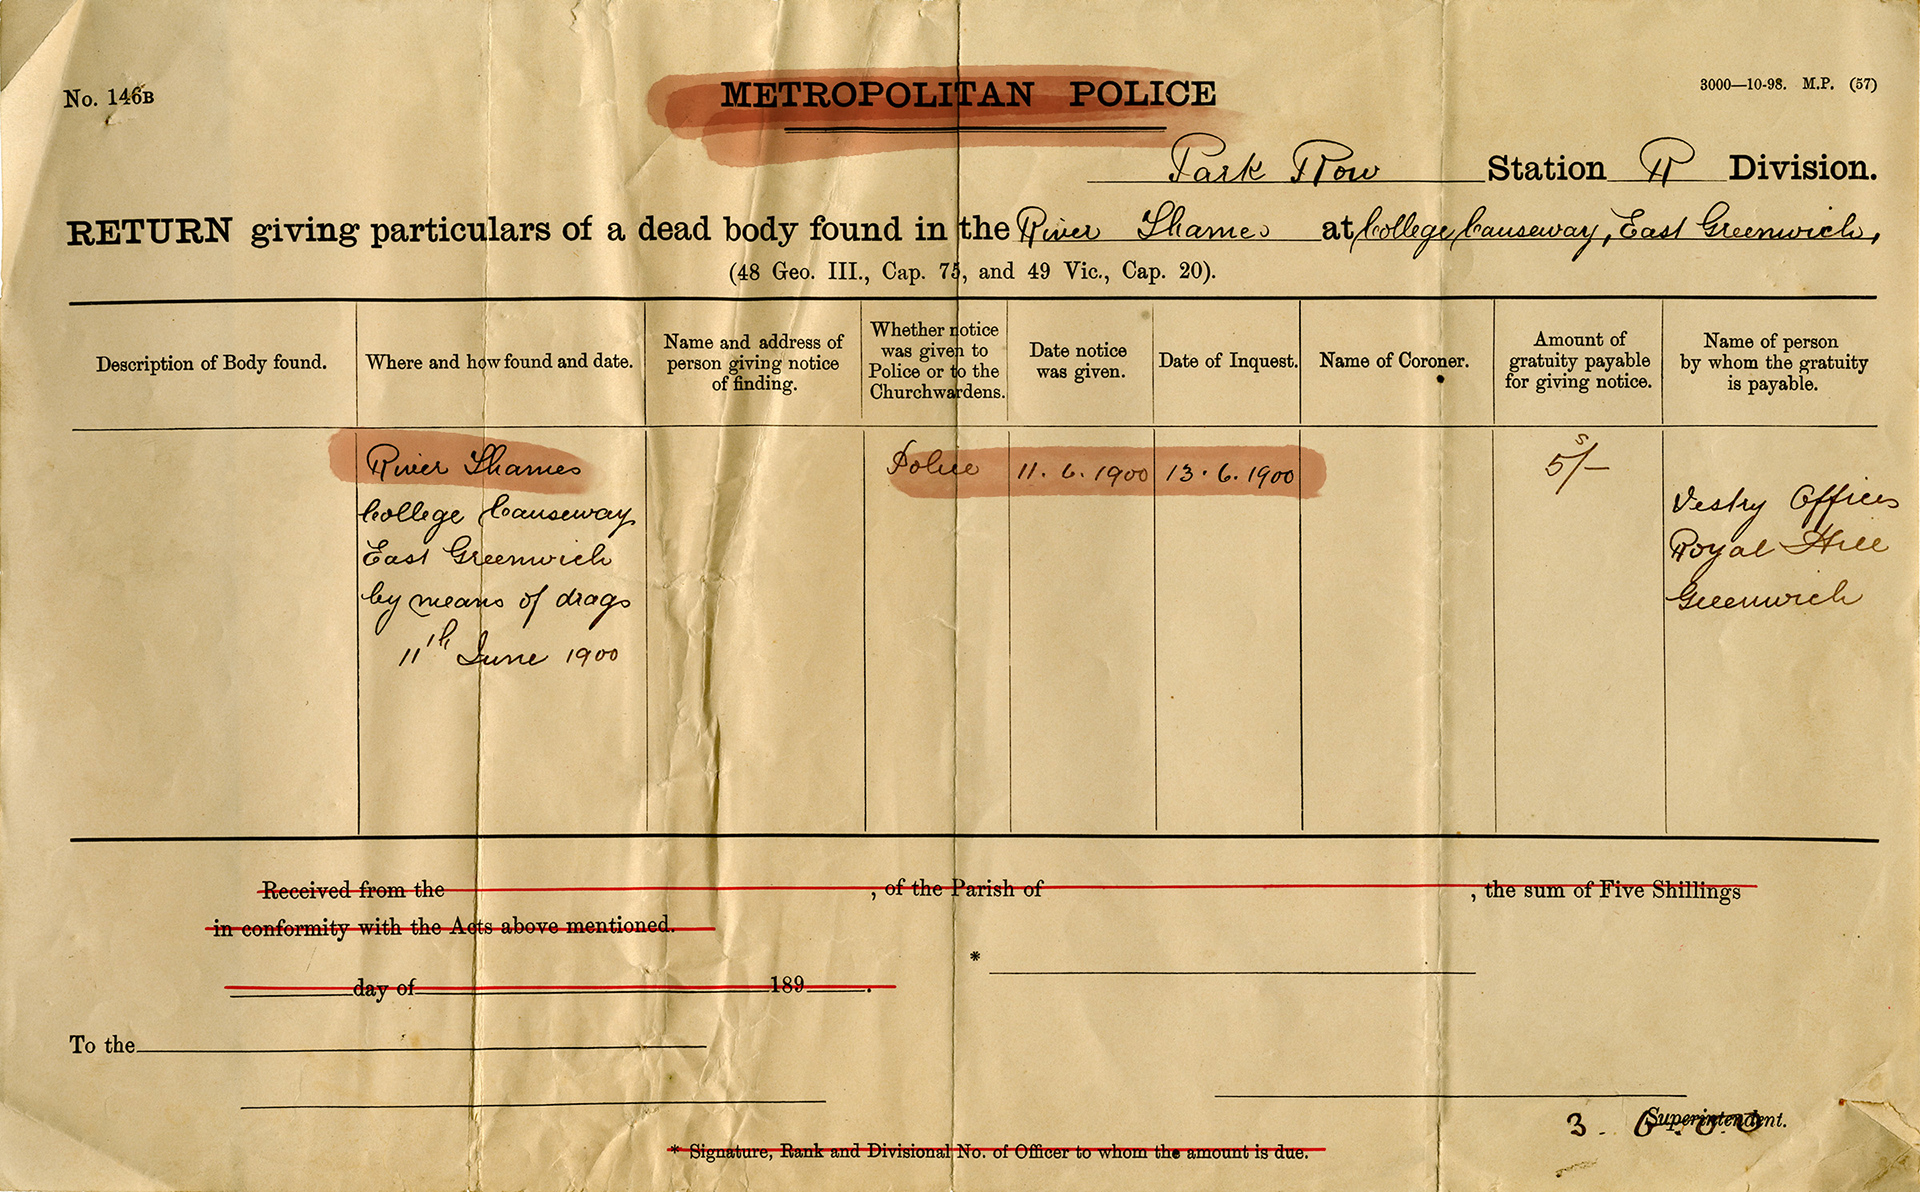 No. 146B
METROPOLITAN POLICE
3000—10-98. M.P. (57)
Park Row Station R Division.
RETURN giving particulars of a dead body found in the River Thames at College Causeway, East Greenwich,
(48 Geo. III., Cap. 75, and 49 Vic., Cap. 20).
Description of Body found.
Where and how found and date.
Name and address of
person giving notice
of finding.
Whether notice
was given to
Police or to the
Churchwardens.
Date notice
was given.
Date of Inquest.
Name of Coroner.
Amount of
gratuity payable
for giving notice.
Name of person
by whom the gratuity
is payable.
River Thames
College Causeway
East Greenwich
by means of drags
11th June 1900
Police
11. 6. 1900
13. 6. 1900
s
5/-
Vestry Offices
Royal Hill
Greenwich
Received from the , of the Parish of , the sum of Five Shillings
in conformity with the Acts above mentioned.
*
day of 189 .
To the
Superintendent.
* Signature, Rank and Divisional No. of Officer to whom the amount is due.